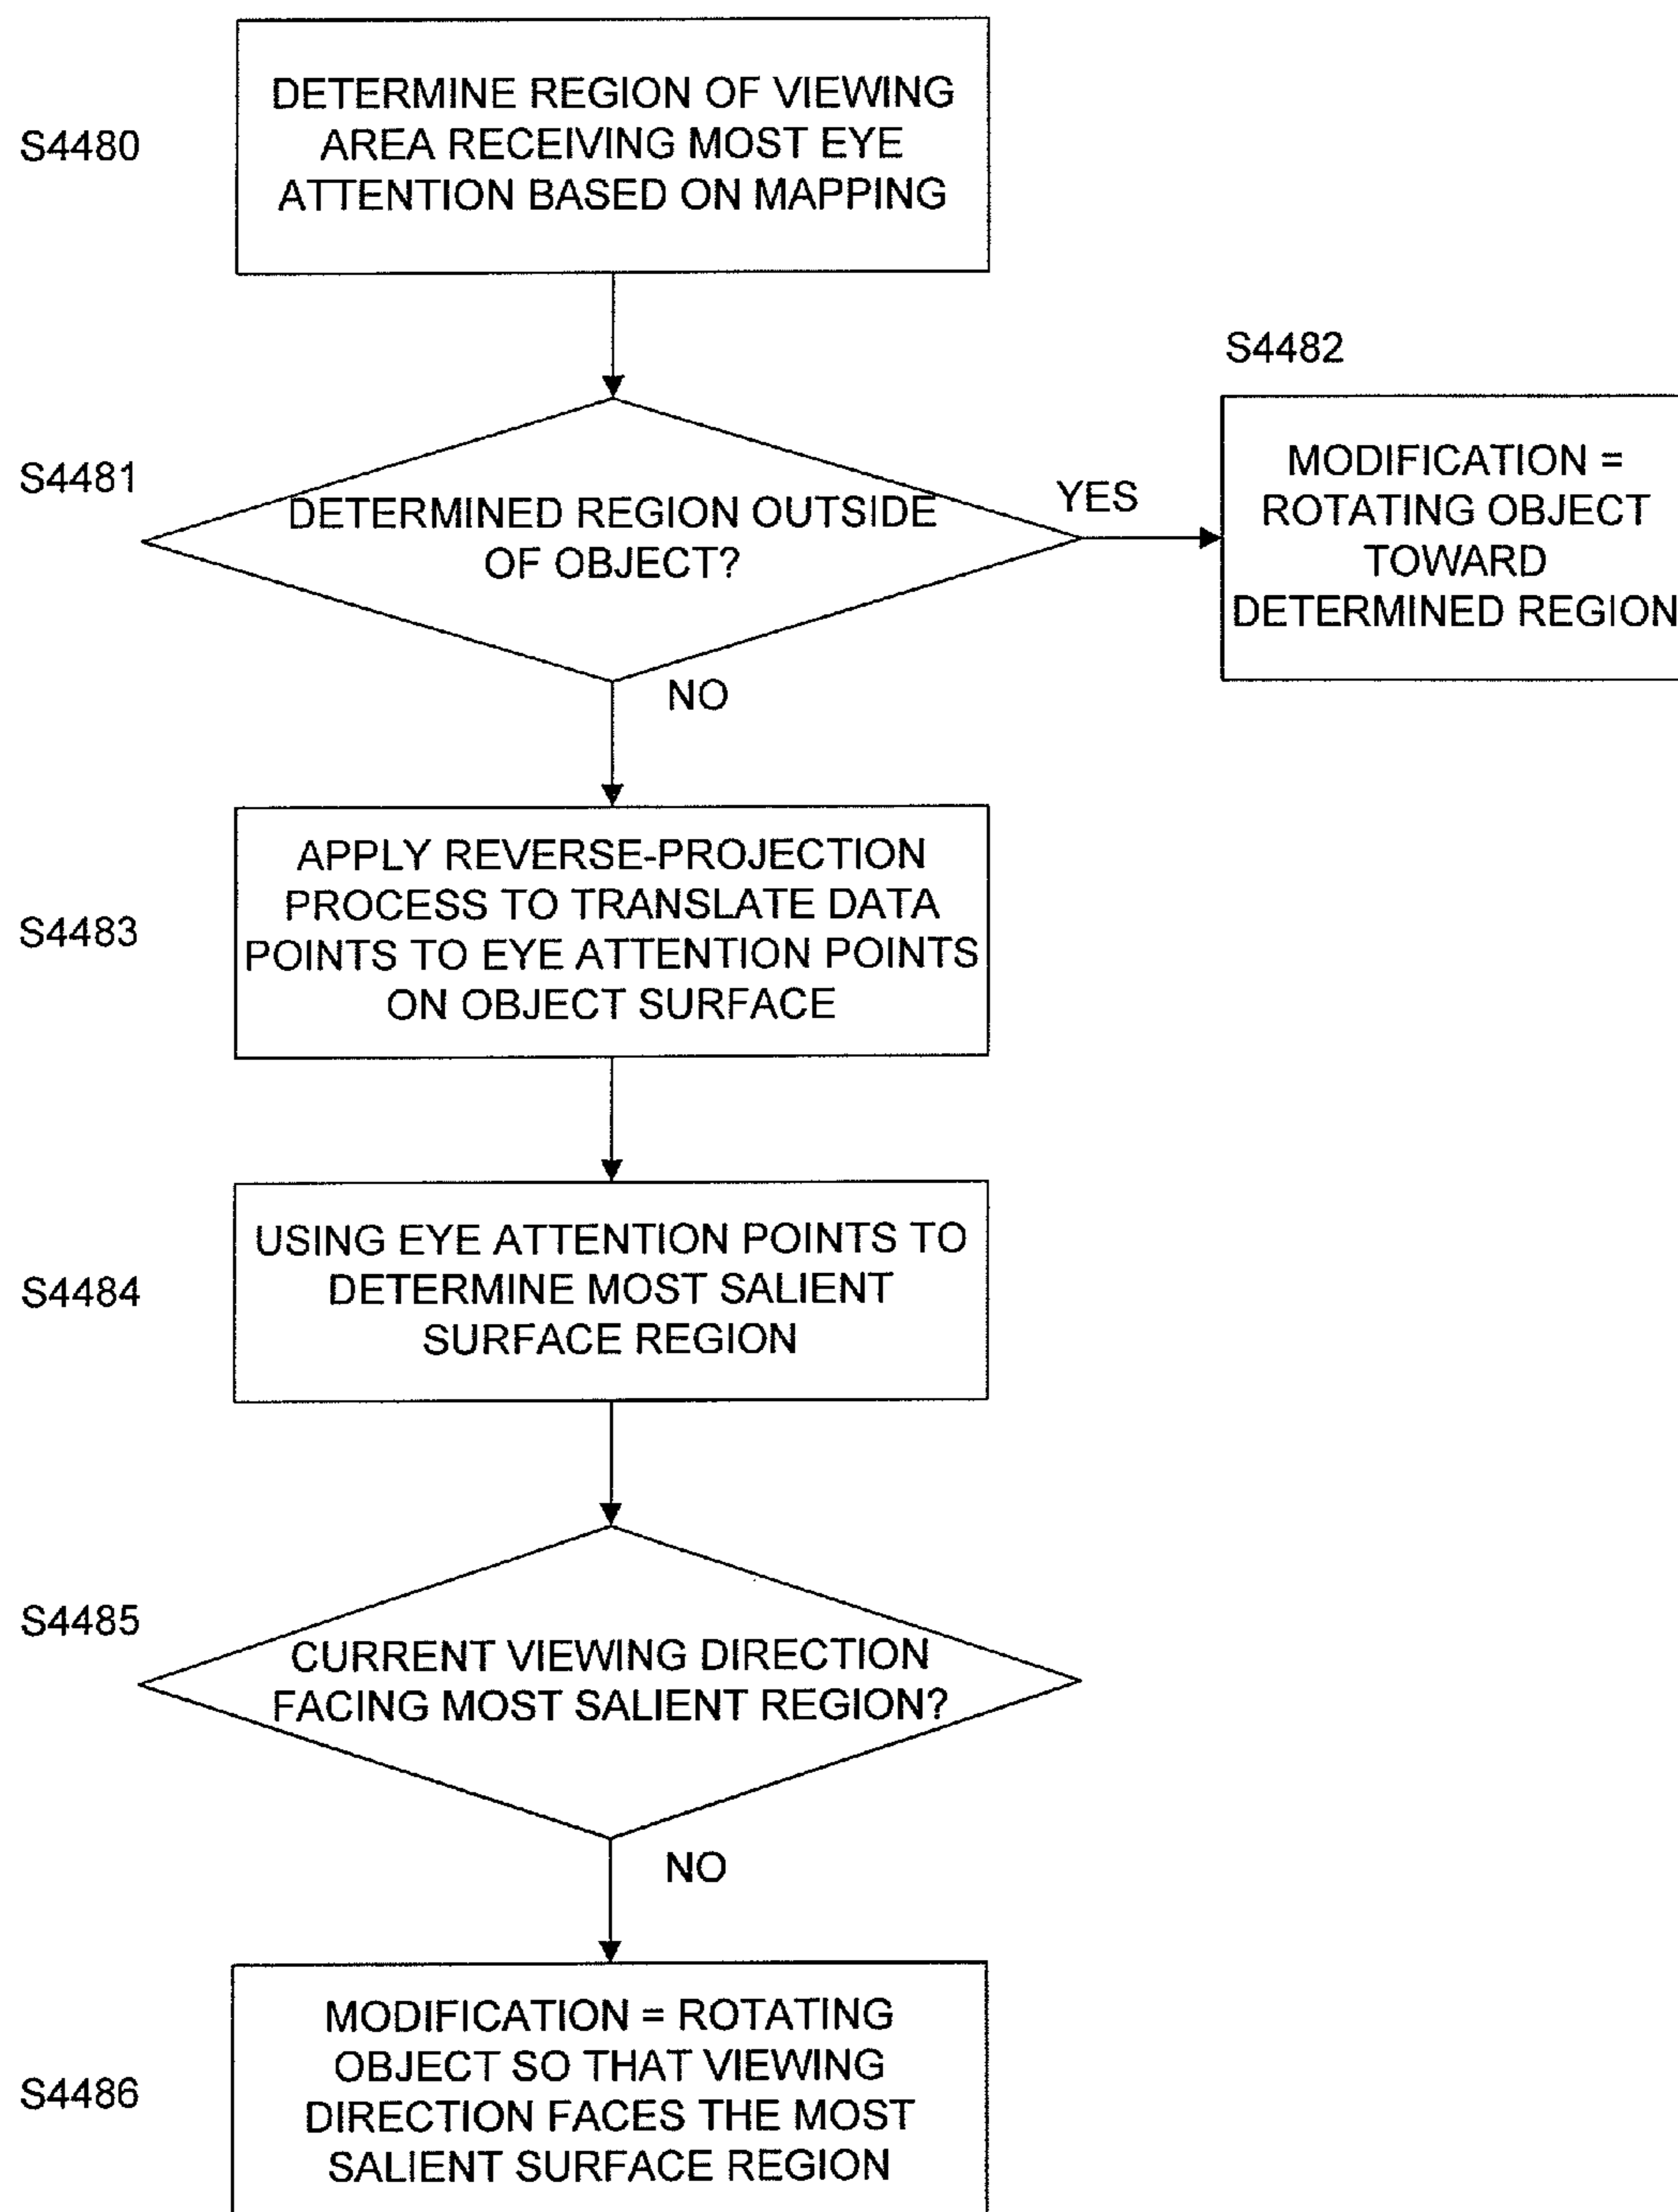 S4480
DETERMINE REGION OF VIEWING
AREA RECEIVING MOST EYE
ATTENTION BASED ON MAPPING
S4481
DETERMINED REGION OUTSIDE
OF OBJECT?
YES
S4482
MODIFICATION =
ROTATING OBJECT
TOWARD
DETERMINED REGION
NO
S4483
APPLY REVERSE-PROJECTION
PROCESS TO TRANSLATE DATA
POINTS TO EYE ATTENTION POINTS
ON OBJECT SURFACE
S4484
USING EYE ATTENTION POINTS TO
DETERMINE MOST SALIENT
SURFACE REGION
S4485
CURRENT VIEWING DIRECTION
FACING MOST SALIENT REGION?
NO
S4486
MODIFICATION = ROTATING
OBJECT SO THAT VIEWING
DIRECTION FACES THE MOST
SALIENT SURFACE REGION